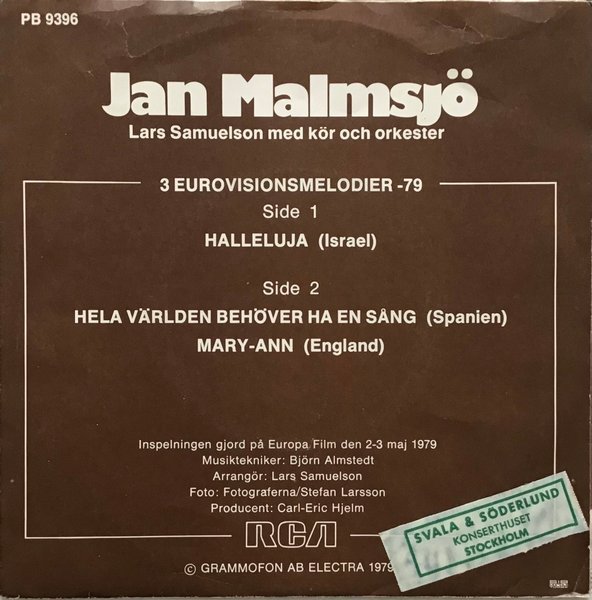 PB 9396
Jan Malmsjö
Lars Samuelson med kör och orkester
3 EUROVISIONSMELODIER -79
Side 1
HALLELUJA (Israel)
Side 2
HELA VÄRLDEN BEHÖVER HA EN SÅNG (Spanien)
MARY-ANN (England)
Inspelningen gjord på Europa Film den 2-3 maj 1979
Musiktekniker: Björn Almstedt
Arrangör: Lars Samuelson
Foto: Fotograferna/Stefan Larsson
Producent: Carl-Eric Hjelm
RCA
© GRAMMOFON AB ELECTRA 1979
SVALA & SÖDERLUND
KONSERTHUSET
STOCKHOLM